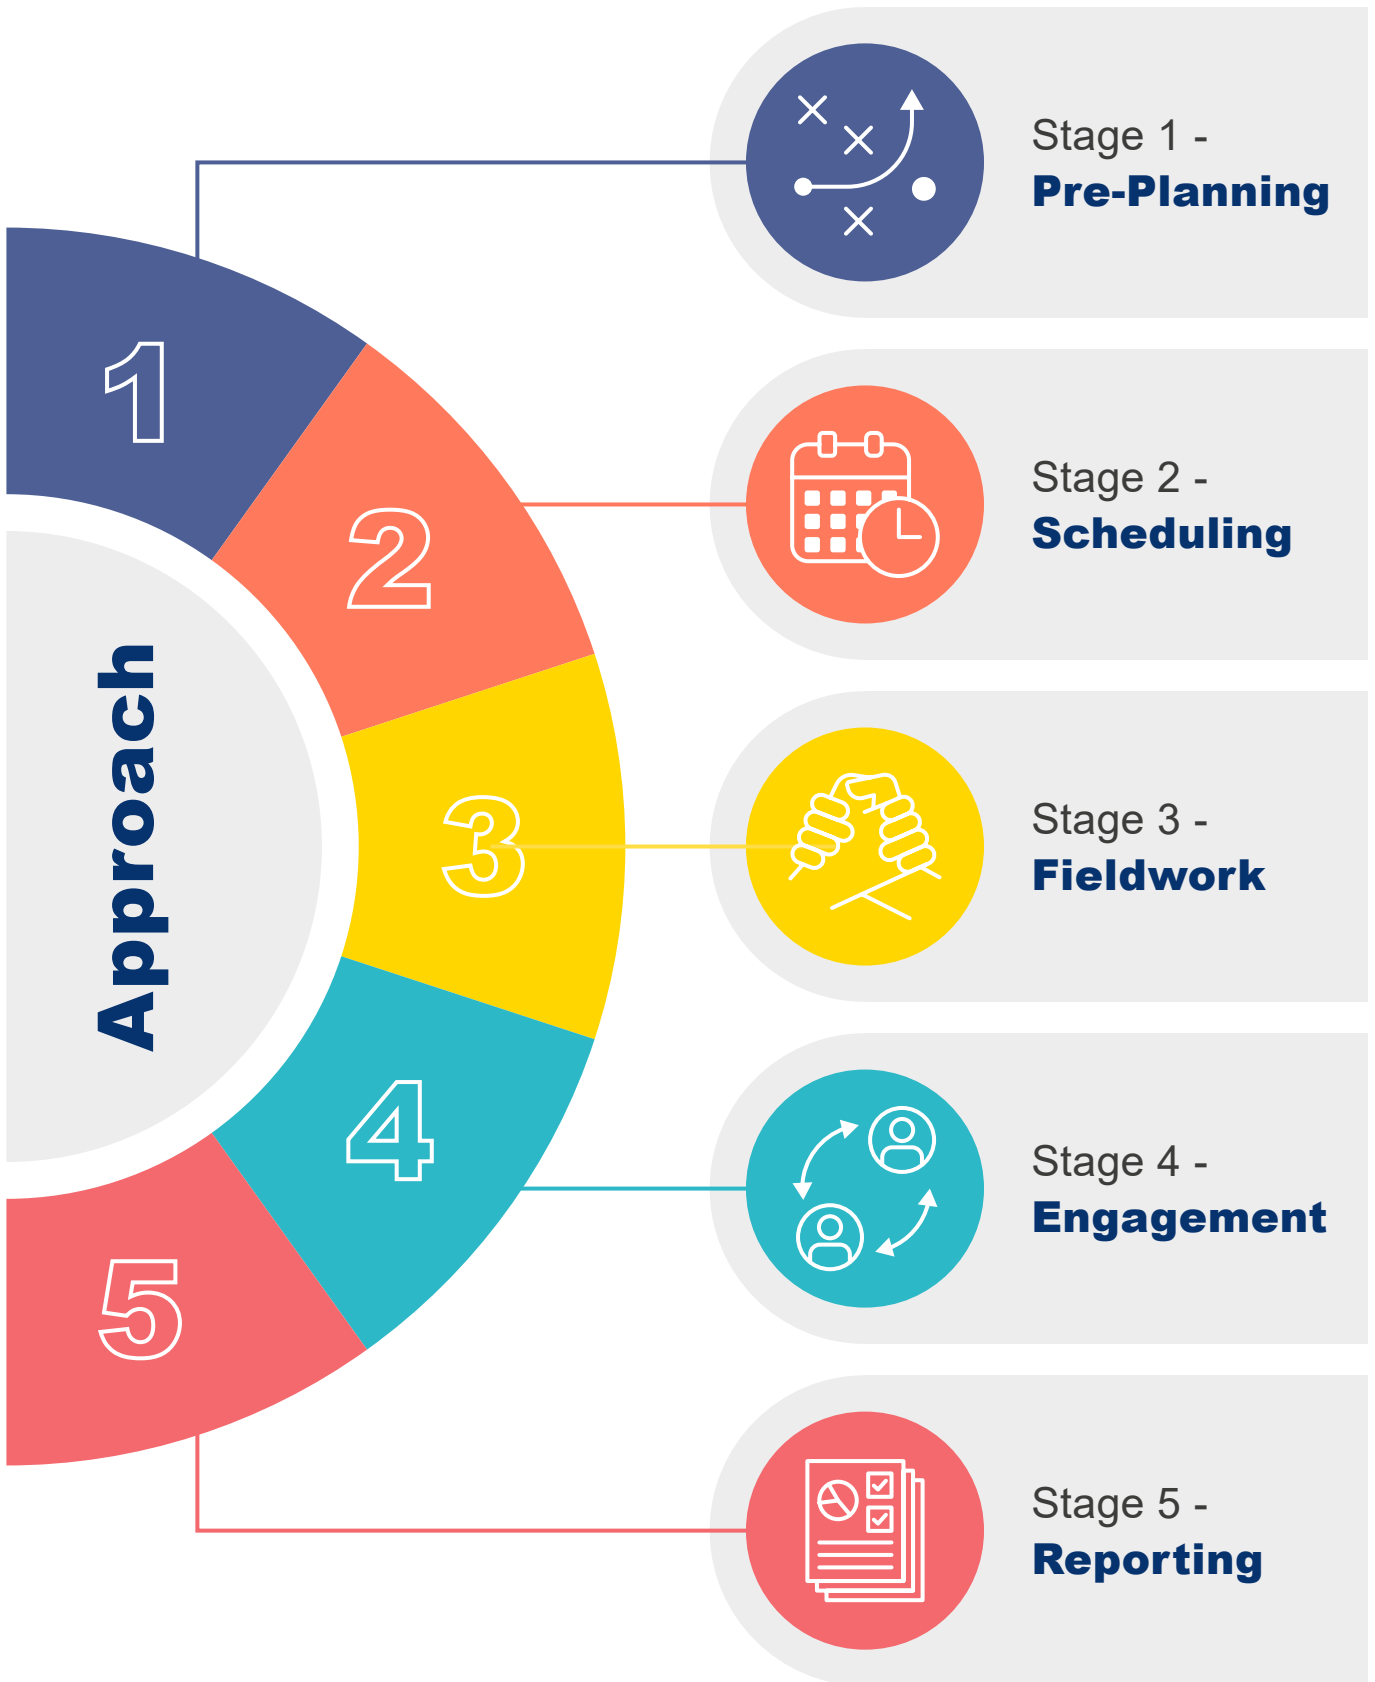 Approach
1
2
3
4
5
Stage 1 -
Pre-Planning
Stage 2 -
Scheduling
Stage 3 -
Fieldwork
Stage 4 -
Engagement
Stage 5 -
Reporting